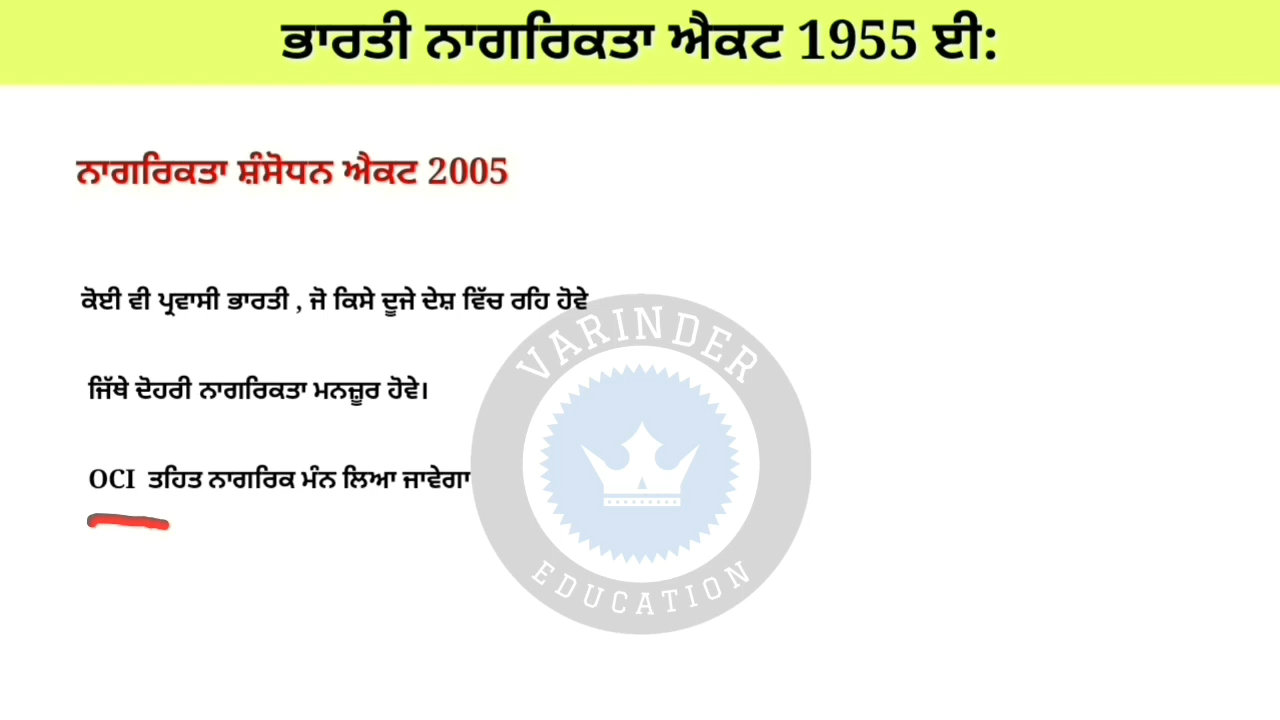 ਭਾਰਤੀ ਨਾਗਰਿਕਤਾ ਐਕਟ 1955 ਈ:
ਨਾਗਰਿਕਤਾ ਸ਼ੰਸੋਧਨ ਐਕਟ 2005
ਕੋਈ ਵੀ ਪ੍ਰਵਾਸੀ ਭਾਰਤੀ , ਜੋ ਕਿਸੇ ਦੂਜੇ ਦੇਸ਼ ਵਿੱਚ ਰਹਿ ਹੋਵੇ
ਜਿੱਥੇ ਦੋਹਰੀ ਨਾਗਰਿਕਤਾ ਮਨਜ਼ੂਰ ਹੋਵੇ।
OCI ਤਹਿਤ ਨਾਗਰਿਕ ਮੰਨ ਲਿਆ ਜਾਵੇਗਾ
VARINDER
EDUCATION